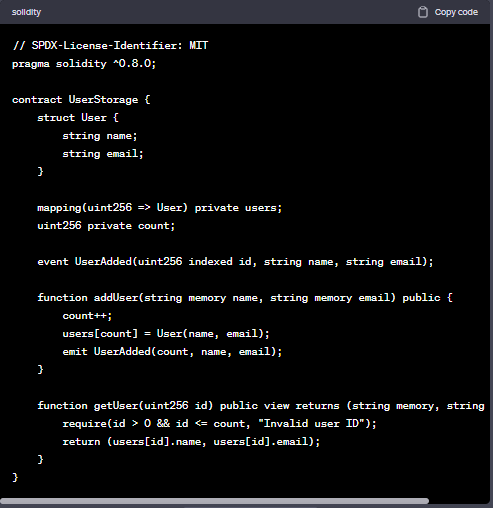 solidity
Copy code
// SPDX-License-Identifier: MIT
pragma solidity ^0.8.0;
contract UserStorage {
    struct User {
        string name;
        string email;
    }
    mapping(uint256 => User) private users;
    uint256 private count;
    event UserAdded(uint256 indexed id, string name, string email);
    function addUser(string memory name, string memory email) public {
        count++;
        users[count] = User(name, email);
        emit UserAdded(count, name, email);
    }
    function getUser(uint256 id) public view returns (string memory, string
        require(id > 0 && id <= count, "Invalid user ID");
        return (users[id].name, users[id].email);
    }
}